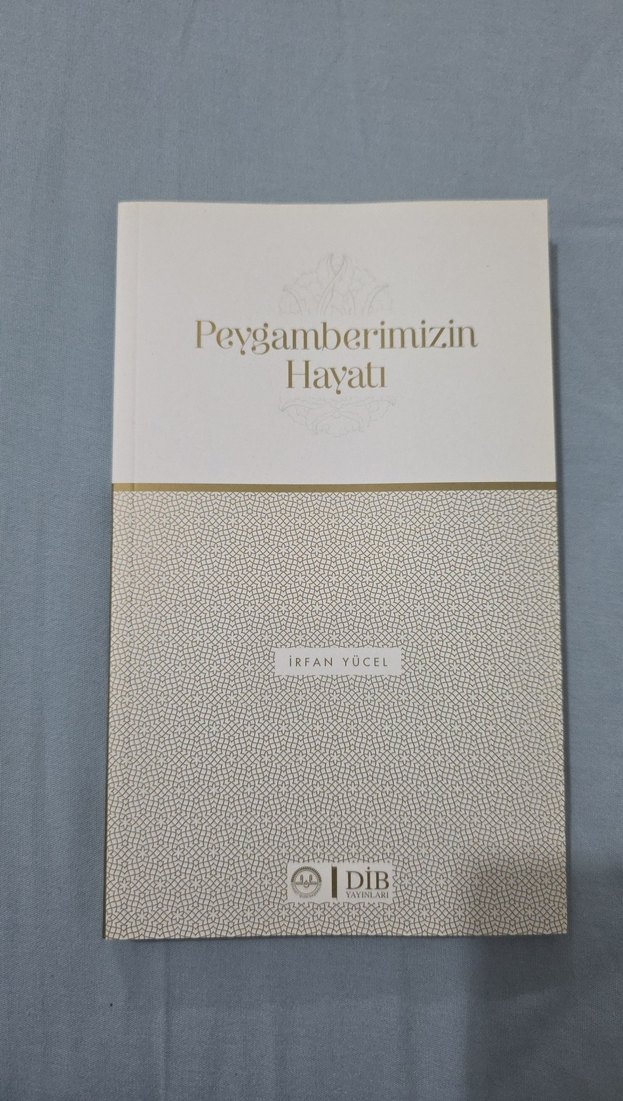 Peygamberimizin
Hayatı
İRFAN YÜCEL
DİB
YAYINLARI